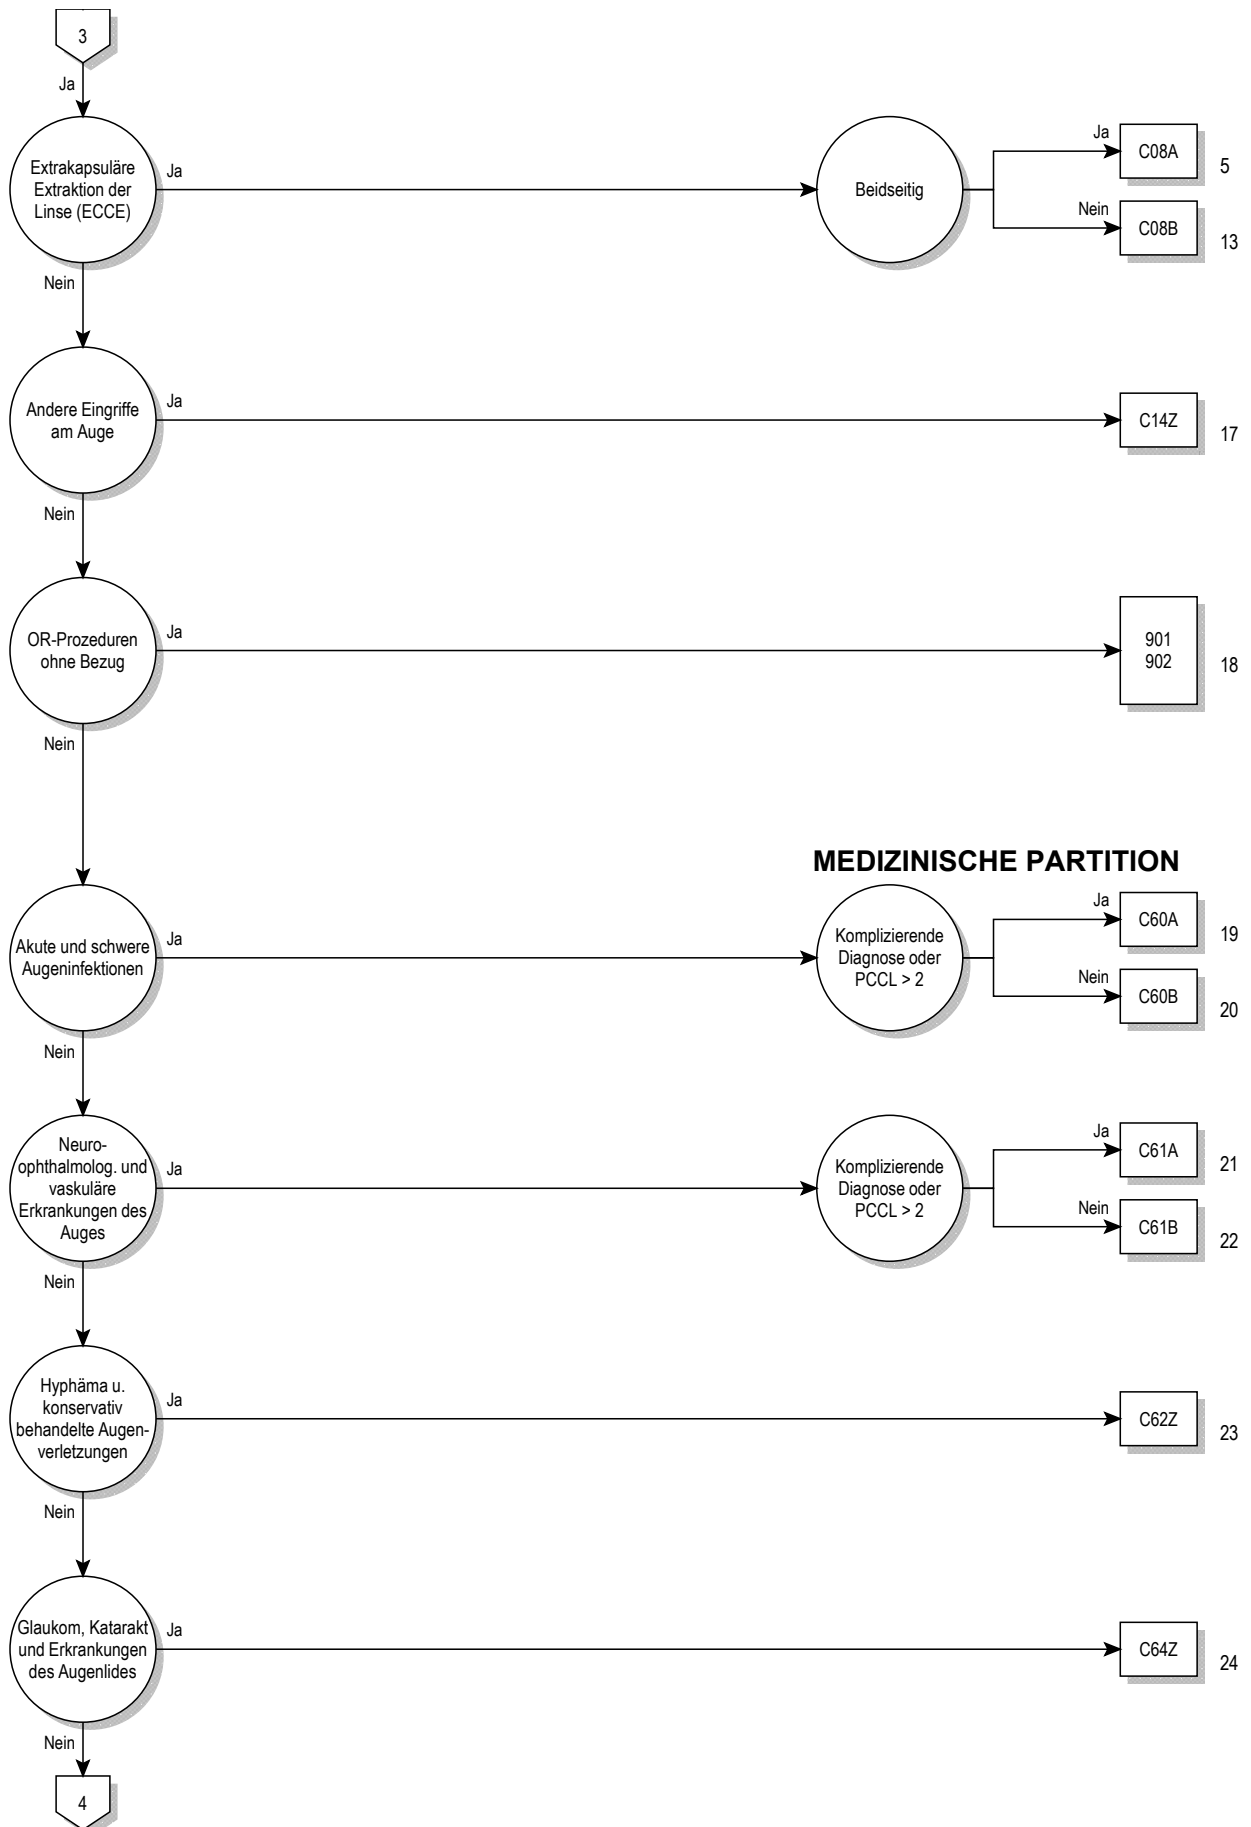 3
Ja
Extrakapsuläre
Extraktion der
Linse (ECCE)
Ja
Beidseitig
Ja
C08A
5
Nein
C08B
13
Nein
Andere Eingriffe
am Auge
Ja
C14Z
17
Nein
OR-Prozeduren
ohne Bezug
Ja
901
902
18
Nein
MEDIZINISCHE PARTITION
Akute und schwere
Augeninfektionen
Ja
Komplizierende
Diagnose oder
PCCL > 2
Ja
C60A
19
Nein
C60B
20
Nein
Neuro-
ophthalmolog. und
vaskuläre
Erkrankungen des
Auges
Ja
Komplizierende
Diagnose oder
PCCL > 2
Ja
C61A
21
Nein
C61B
22
Nein
Hyphäma u.
konservativ
behandelte Augen-
verletzungen
Ja
C62Z
23
Nein
Glaukom, Katarakt
und Erkrankungen
des Augenlides
Ja
C64Z
24
Nein
4